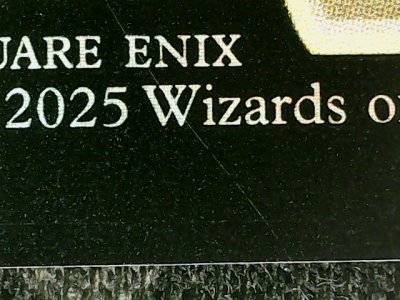 UARE ENIX
2025 Wizards o